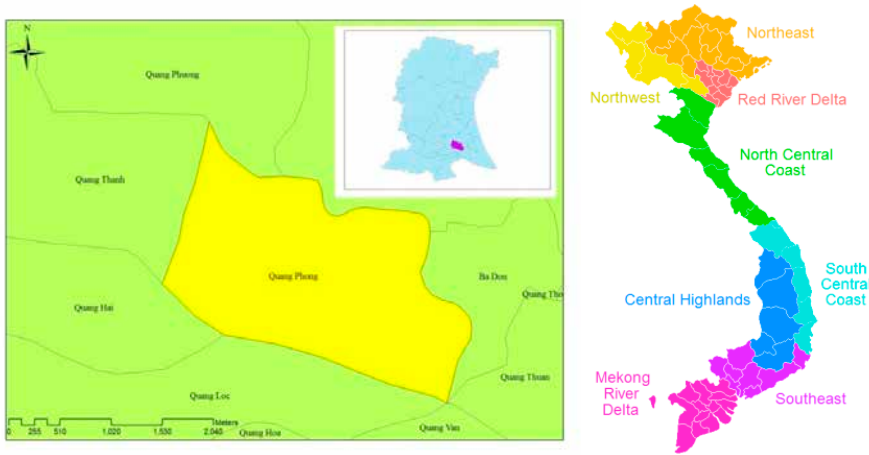 N
Quang Phuong
Quang Thanh
Quang Phong
Ba Don
Quang Tho
Quang Hai
Quang Thuan
Quang Loc
Quang Hoa
Quang Van
Meters
0 255 510 1,020 1,530 2,040
Northeast
Northwest
Red River Delta
North Central
Coast
South
Central
Coast
Central Highlands
Mekong
River
Delta
Southeast